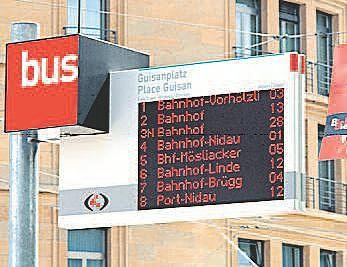 bus
Guisanplatz
Place Guisan
1 Bahnhof-Vorhölzli 03
2 Bahnhof 13
3N Bahnhof 28
4 Bahnhof-Nidau 01
5 Bhf-Mösliacker 05
6 Bahnhof-Linde 12
7 Bahnhof-Brügg 04
8 Port-Nidau 12